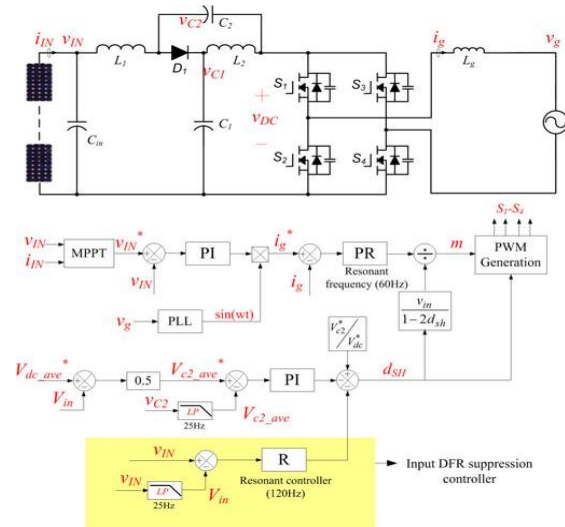 v_C2
C_2
i_IN v_IN
L_1
D_1
v_C1
L_2
C_in
C_1
+
v_DC
−
S_1
S_3
S_2
S_4
i_g
L_g
v_g
S_1-S_4
v_IN
i_IN
MPPT
v_IN^*
v_IN
PI
i_g^*
i_g
PR
Resonant
frequency (60Hz)
÷
m
PWM
Generation
v_g
PLL
sin(wt)
v_in
1−2d_sh
V_c2^*/V_dc^*
V_dc_ave^*
V_in
0.5
V_c2_ave^*
v_C2
LP
25Hz
V_c2_ave
PI
d_SH
v_IN
v_IN
LP
25Hz
V_in
R
Resonant controller
(120Hz)
Input DFR suppression
controller